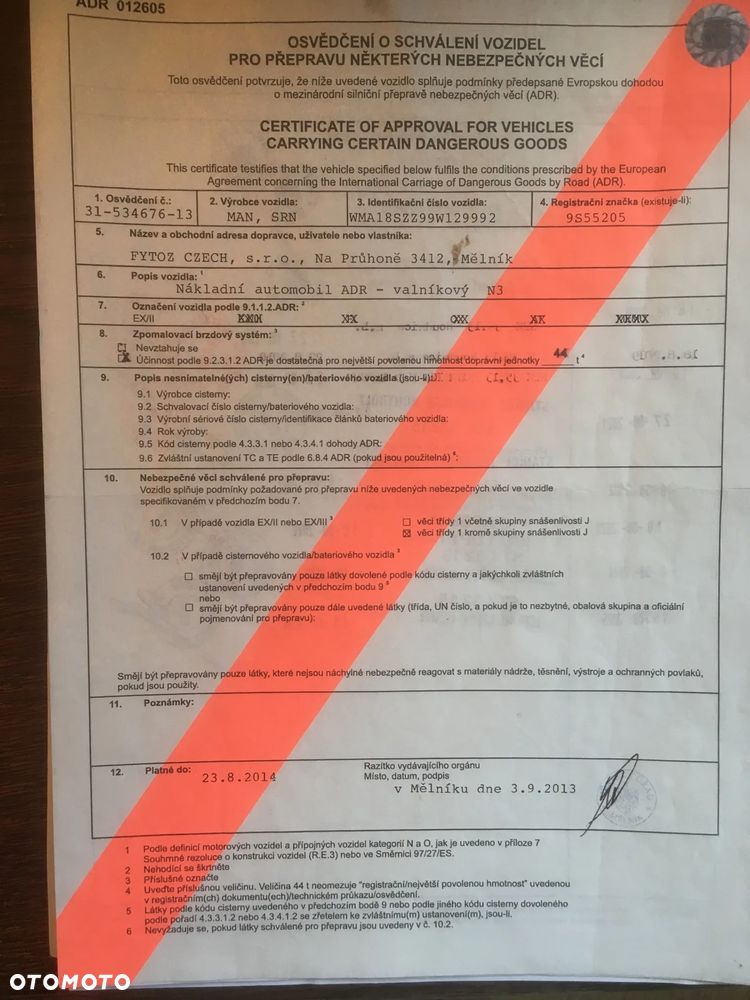 ADR 012605
OSVĚDČENÍ O SCHVÁLENÍ VOZIDEL
PRO PŘEPRAVU NĚKTERÝCH NEBEZPEČNÝCH VĚCÍ
Toto osvědčení potvrzuje, že níže uvedené vozidlo splňuje podmínky předepsané Evropskou dohodou
o mezinárodní silniční přepravě nebezpečných věcí (ADR).
CERTIFICATE OF APPROVAL FOR VEHICLES
CARRYING CERTAIN DANGEROUS GOODS
This certificate testifies that the vehicle specified below fulfils the conditions prescribed by the European
Agreement concerning the International Carriage of Dangerous Goods by Road (ADR).
1. Osvědčení č.: 2. Výrobce vozidla: 3. Identifikační číslo vozidla: 4. Registrační značka (existuje-li):
31-534676-13 MAN, SRN WMA18SZZ99W129992 9S55205
5. Název a obchodní adresa dopravce, uživatele nebo vlastníka:
FYTOZ CZECH, s.r.o., Na Průhoně 3412, Mělník
6. Popis vozidla: 1
Nákladní automobil ADR - valníkový N3
7. Označení vozidla podle 9.1.1.2.ADR: 2
EX/II
8. Zpomalovací brzdový systém: 3
Nevztahuje se
Účinnost podle 9.2.3.1.2 ADR je dostatečná pro největší povolenou hmotnost dopravní jednotky 44 t 4
9. Popis nesnimatelné(ých) cisterny(en)/bateriového vozidla (jsou-li):
9.1 Výrobce cisterny:
9.2 Schvalovací číslo cisterny/bateriového vozidla:
9.3 Výrobní sériové číslo cisterny/identifikace článků bateriového vozidla:
9.4 Rok výroby:
9.5 Kód cisterny podle 4.3.3.1 nebo 4.3.4.1 dohody ADR:
9.6 Zvláštní ustanovení TC a TE podle 6.8.4 ADR (pokud jsou použitelná) 6:
10. Nebezpečné věci schválené pro přepravu:
Vozidlo splňuje podmínky požadované pro přepravu níže uvedených nebezpečných věcí ve vozidle
specifikovaném v předchozím bodu 7.
10.1 V případě vozidla EX/II nebo EX/III 3 věci třídy 1 včetně skupiny snášenlivosti J
věci třídy 1 kromě skupiny snášenlivosti J
10.2 V případě cisternového vozidla/bateriového vozidla 3
smějí být přepravovány pouze látky dovolené podle kódu cisterny a jakýchkoli zvláštních
ustanovení uvedených v předchozím bodu 9 5
nebo
smějí být přepravovány pouze dále uvedené látky (třída, UN číslo, a pokud je to nezbytné, obalová skupina a oficiální
pojmenování pro přepravu):
Smějí být přepravovány pouze látky, které nejsou náchylné nebezpečně reagovat s materiály nádrže, těsnění, výstroje a ochranných povlaků,
pokud jsou použity.
11. Poznámky:
12. Platné do: 23.8.2014
Razítko vydávajícího orgánu
Místo, datum, podpis
v Mělníku dne 3.9.2013
1 Podle definicí motorových vozidel a přípojných vozidel kategorií N a O, jak je uvedeno v příloze 7
Souhrnné rezoluce o konstrukci vozidel (R.E.3) nebo ve Směrnici 97/27/ES.
2 Nehodící se škrtněte
3 Příslušné označte
4 Uveďte příslušnou veličinu. Veličina 44 t neomezuje "registrační/největší povolenou hmotnost" uvedenou
v registračním(ch) dokumentu(ech)/technickém průkazu/osvědčení.
5 Látky podle kódu cisterny uvedeného v předchozím bodě 9 nebo podle jiného kódu cisterny dovoleného
podle pořadí 4.3.3.1.2 nebo 4.3.4.1.2 se zřetelem ke zvláštnímu(m) ustanovení(m), jsou-li.
6 Nevyžaduje se, pokud látky schválené pro přepravu jsou uvedeny v č. 10.2.
OTOMOTO